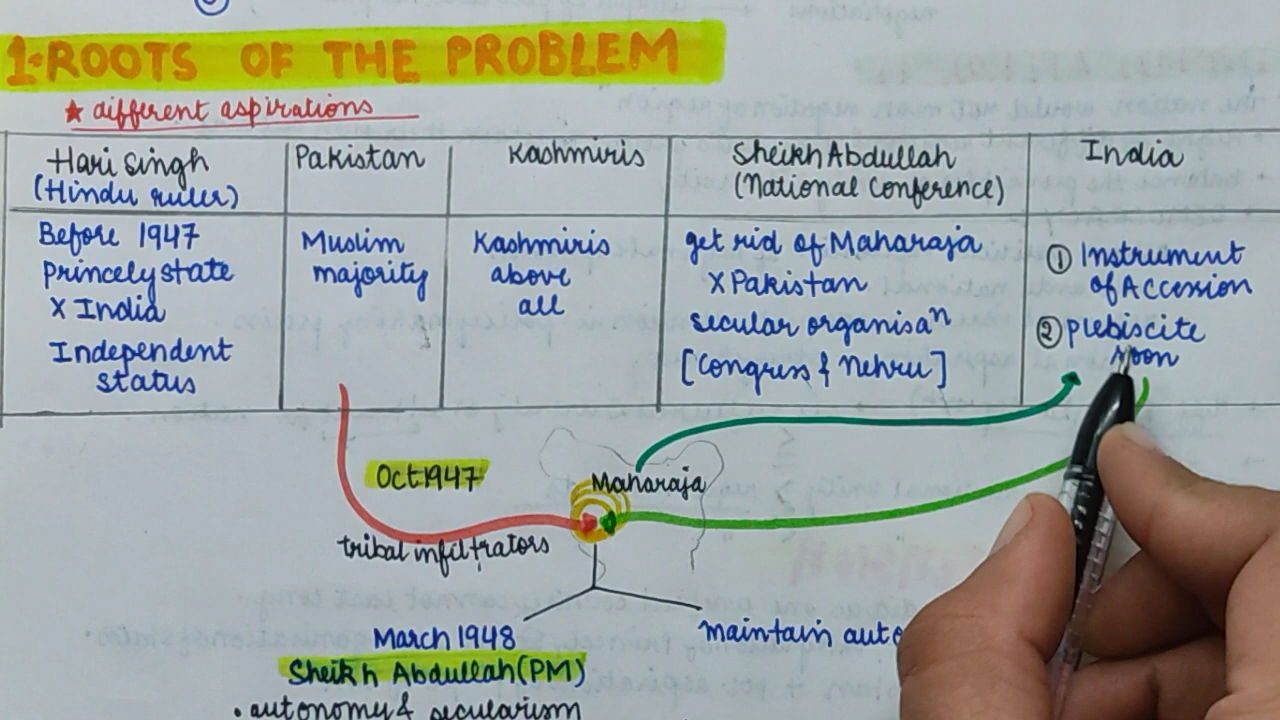 1. ROOTS OF THE PROBLEM
★ different aspirations
Hari singh
(Hindu ruler)
Pakistan
Kashmiris
Sheikh Abdullah
(National Conference)
India
Before 1947
princely state
X India
Independent
status
Muslim
majority
Kashmiris
above
all
get rid of Maharaja
X Pakistan
secular organisaⁿ
[Congress & Nehru]
① Instrument
of Accession
② plebiscite
soon
Oct 1947
Maharaja
tribal infiltrators
March 1948
Sheikh Abdullah (PM)
• autonomy & secularism
maintain auto